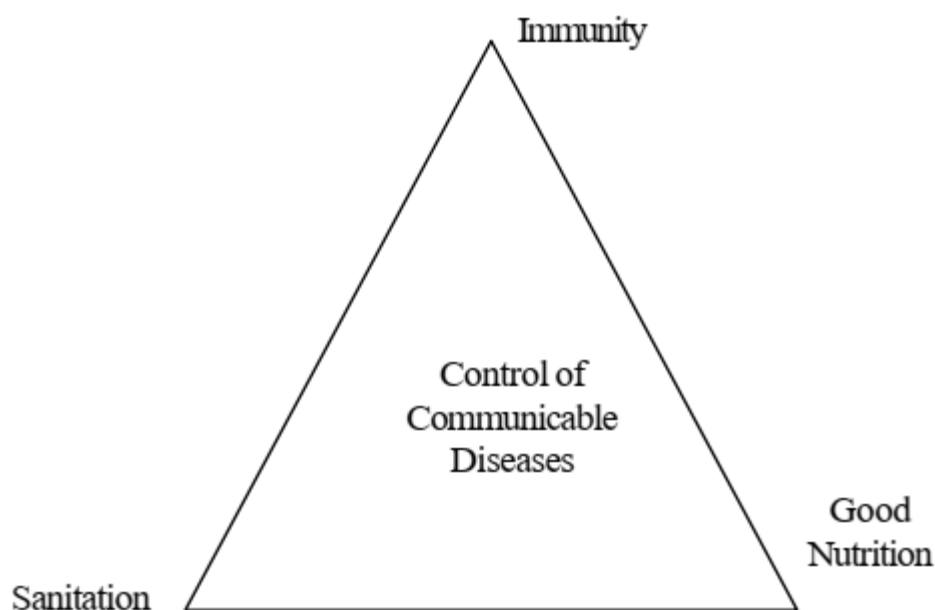 Immunity
Control of
Communicable
Diseases
Good
Nutrition
Sanitation